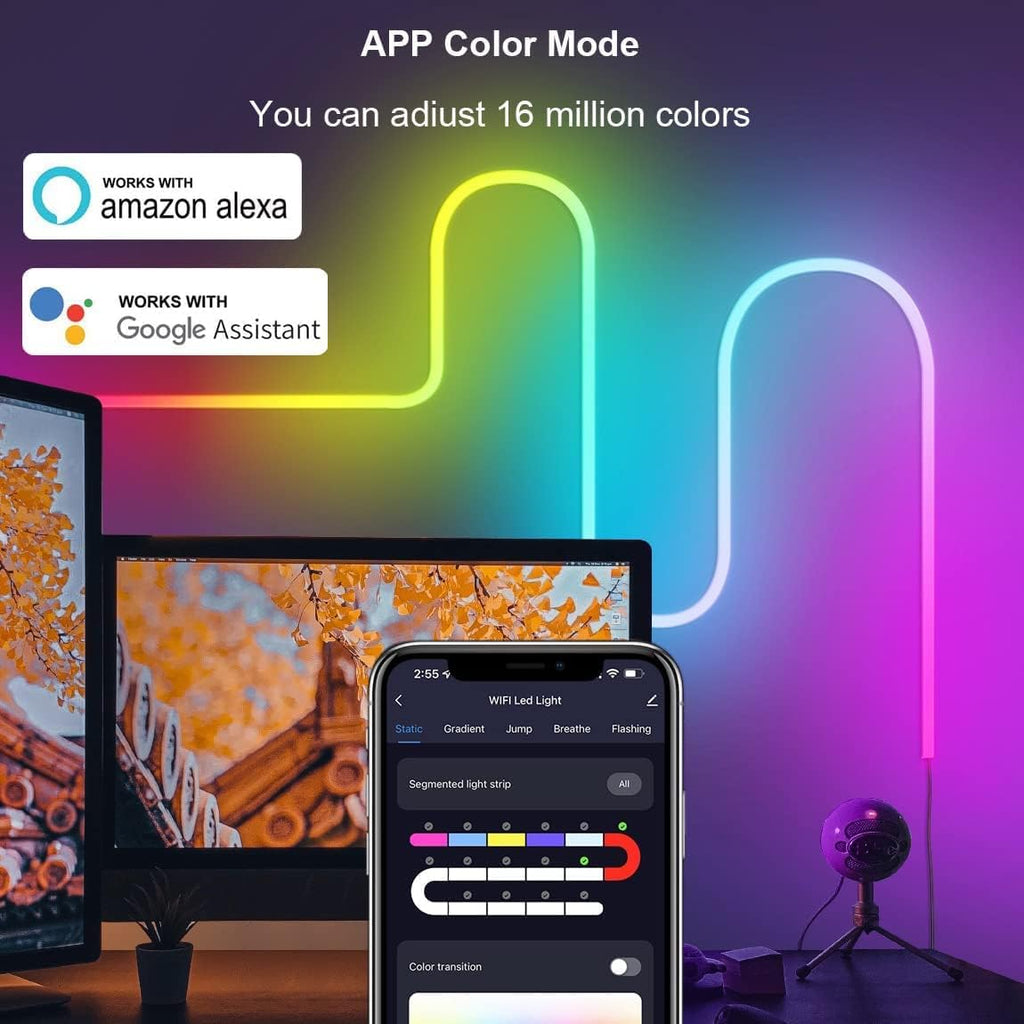 APP Color Mode
You can adiust 16 million colors
WORKS WITH
amazon alexa
WORKS WITH
Google Assistant
2:55
WIFI Led Light
Static Gradient Jump Breathe Flashing
Segmented light strip All
Color transition